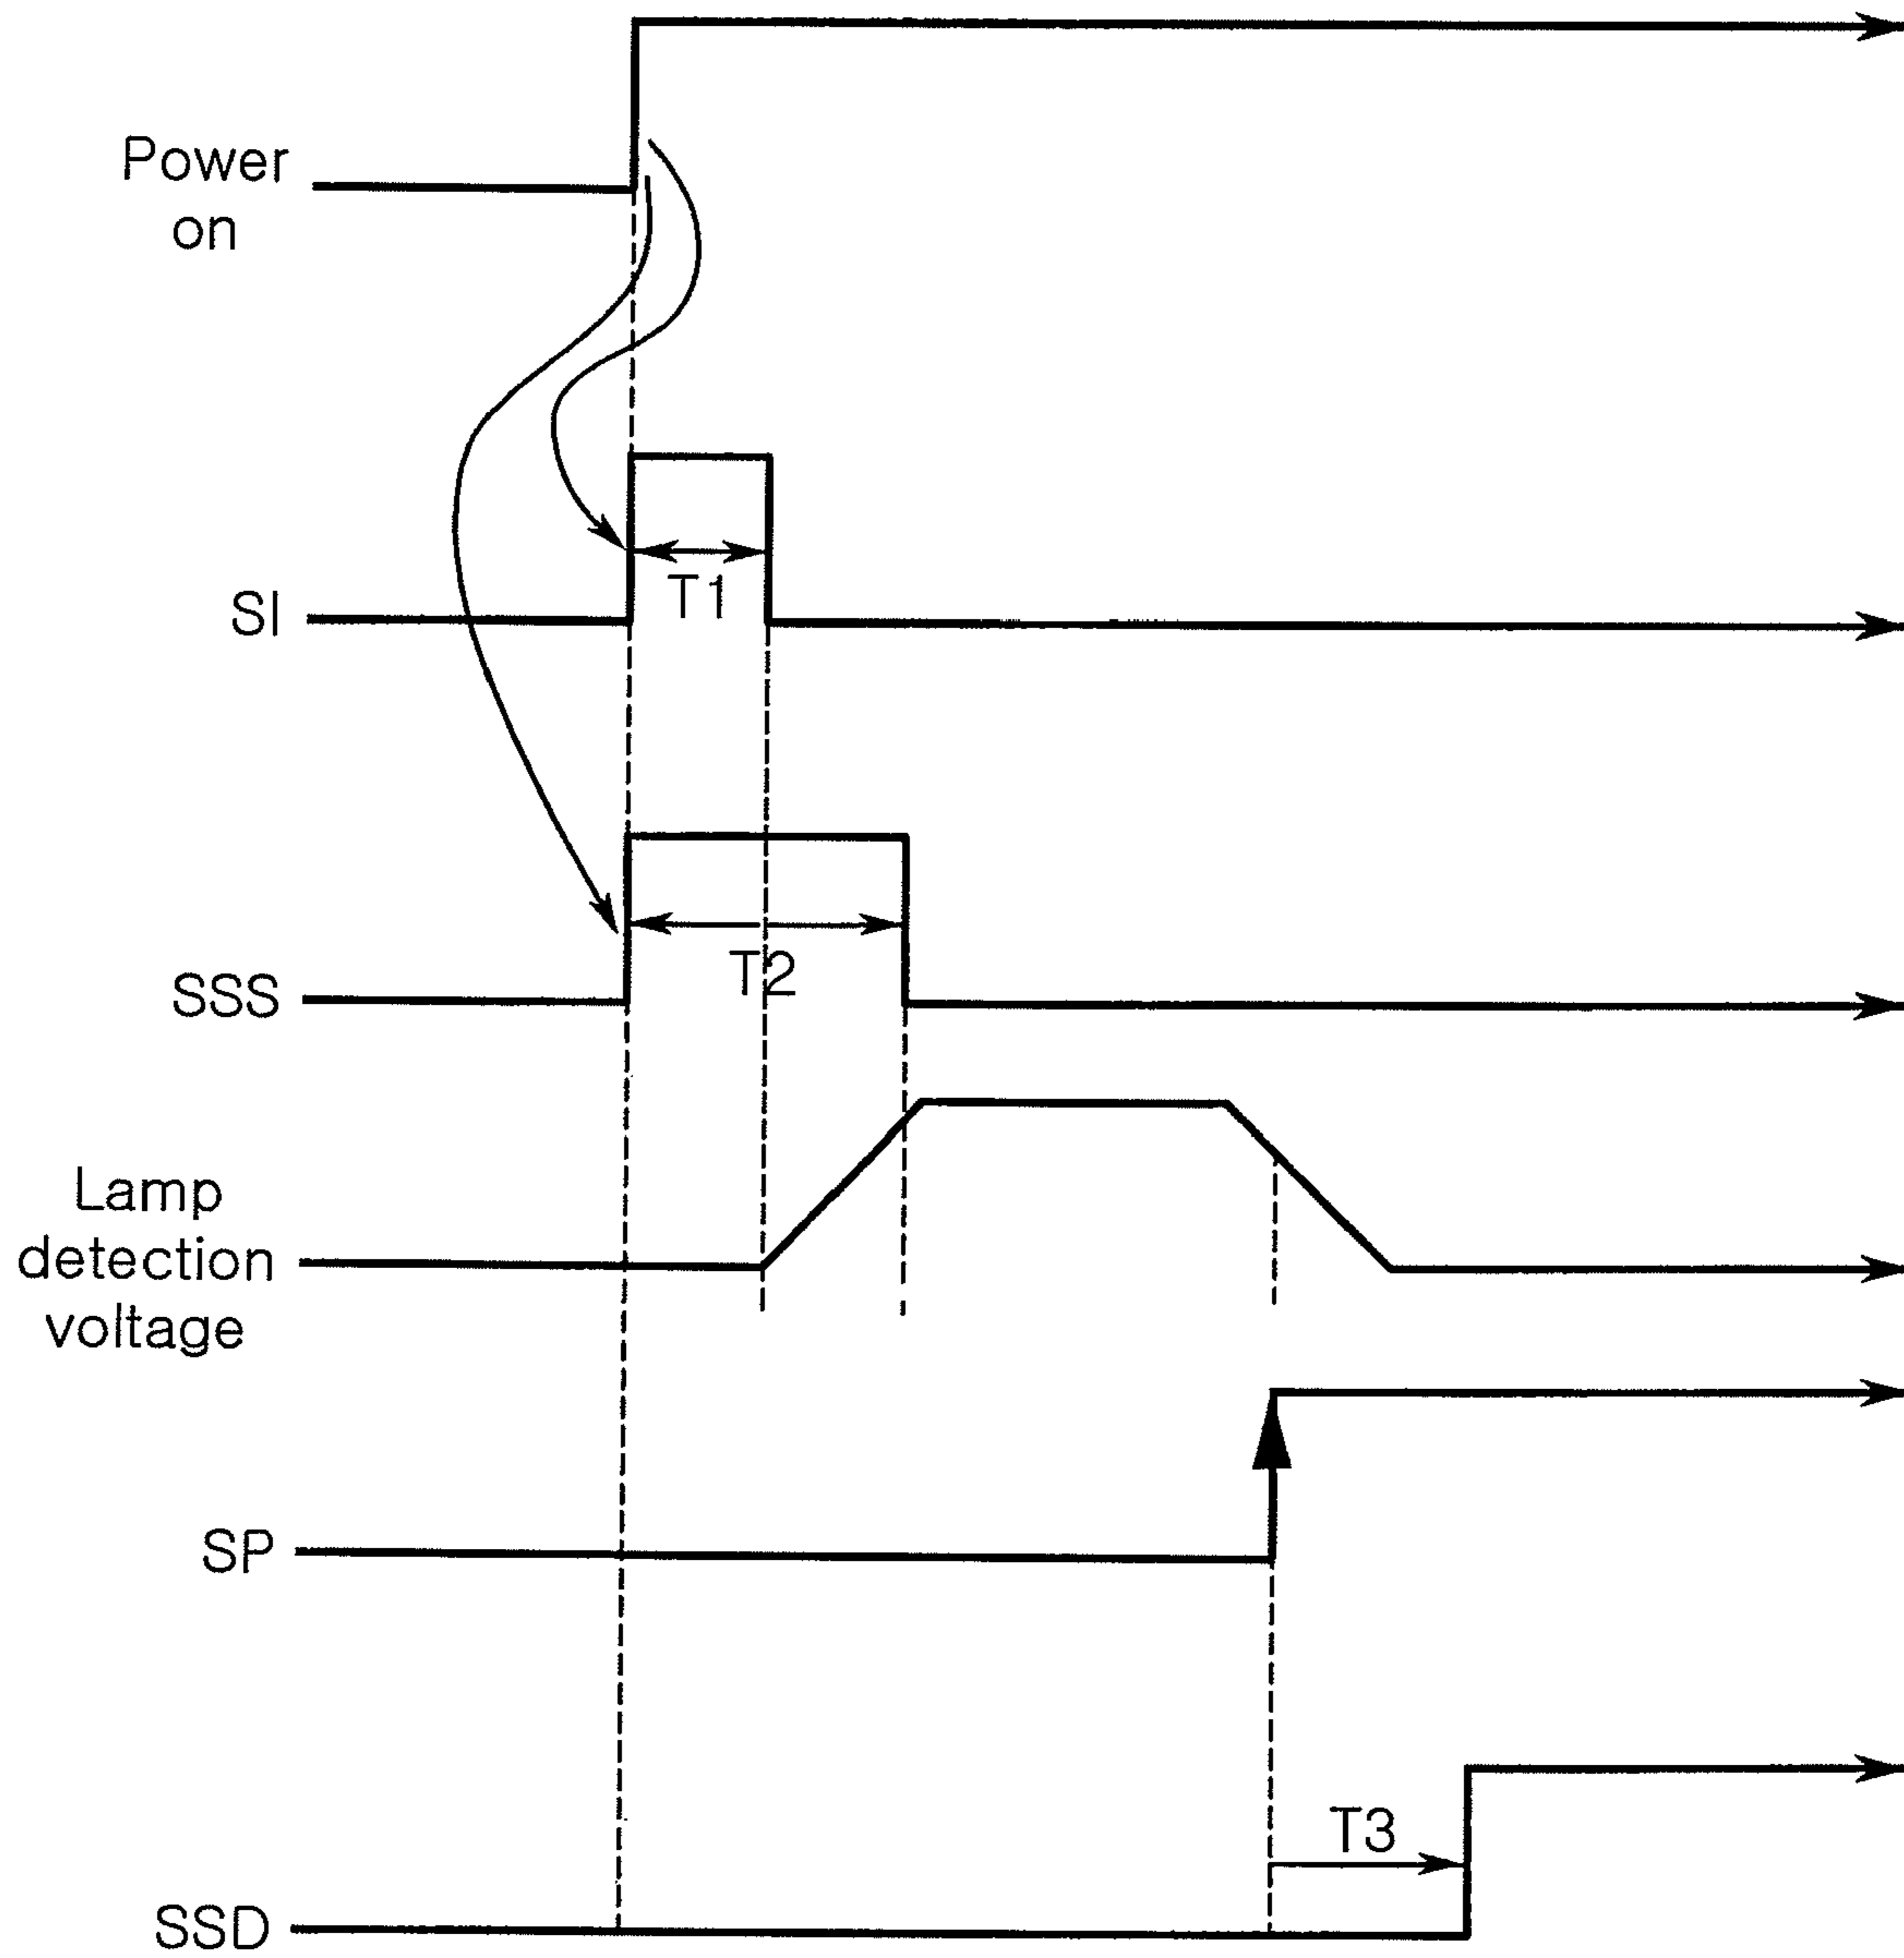 Power
on
SI
T1
SSS
T2
Lamp
detection
voltage
SP
T3
SSD